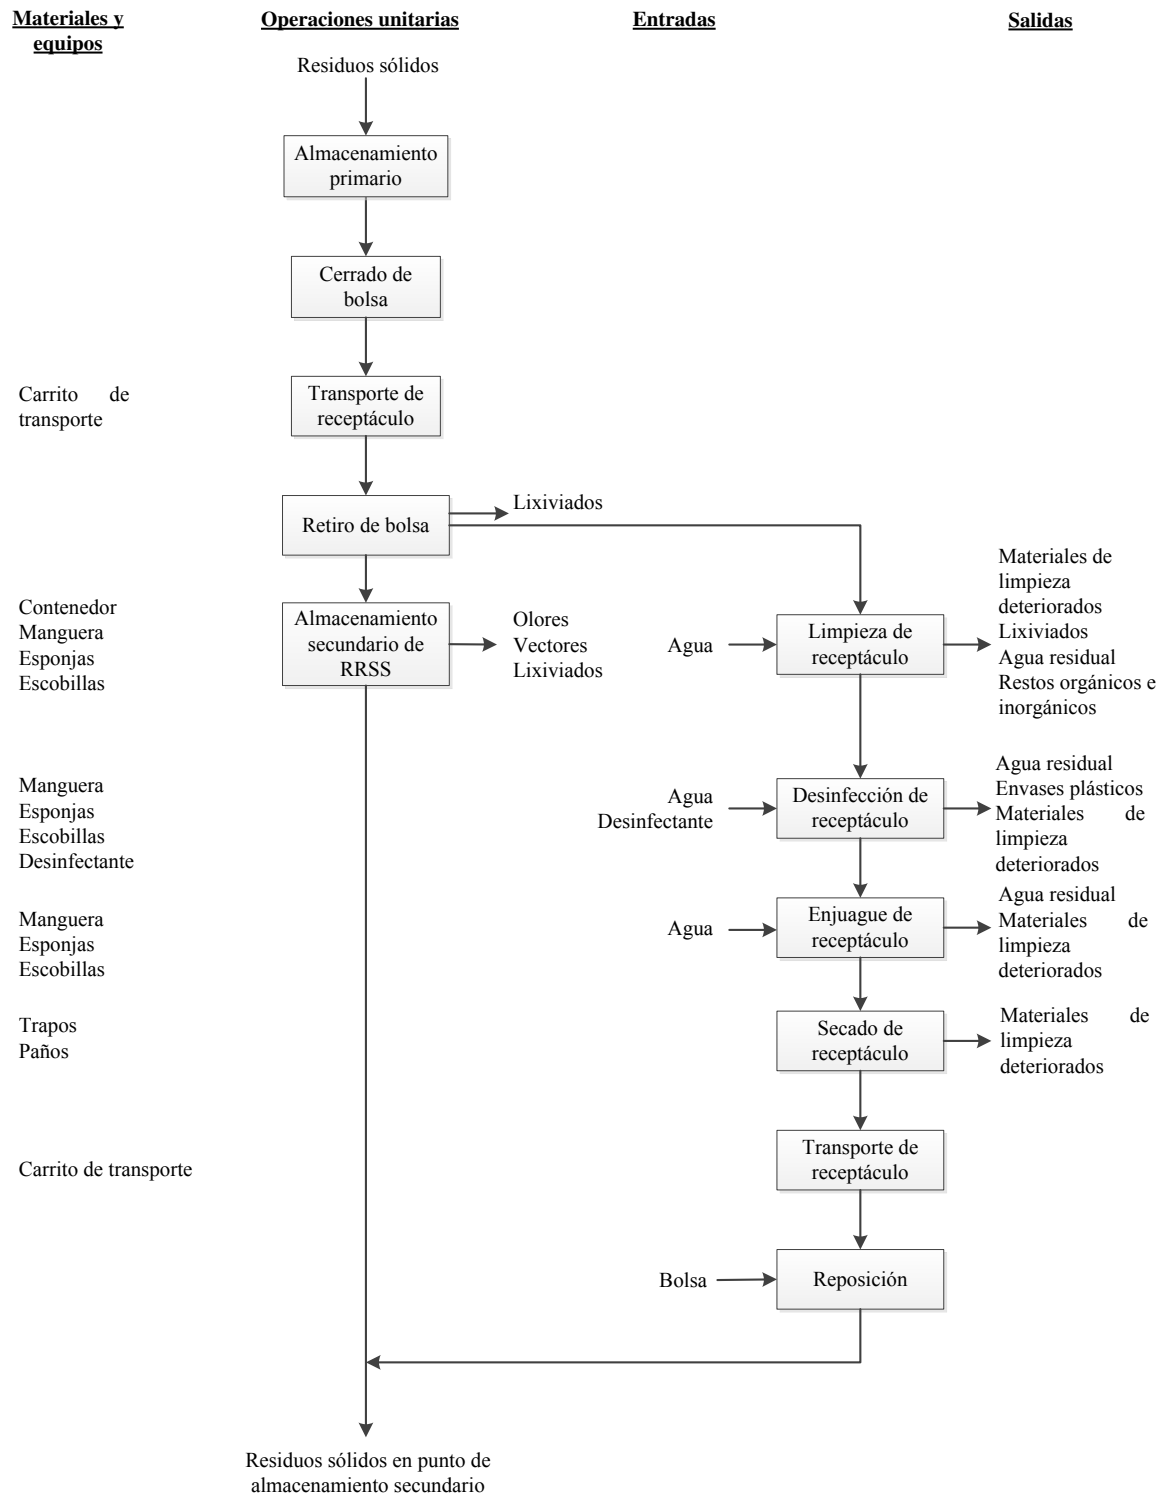 Materiales y
equipos
Operaciones unitarias
Entradas
Salidas
Residuos sólidos
Almacenamiento
primario
Cerrado de
bolsa
Carrito de
transporte
Transporte de
receptáculo
Retiro de bolsa
Lixiviados
Contenedor
Manguera
Esponjas
Escobillas
Almacenamiento
secundario de
RRSS
Olores
Vectores
Lixiviados
Agua
Limpieza de
receptáculo
Materiales de
limpieza
deteriorados
Lixiviados
Agua residual
Restos orgánicos e
inorgánicos
Manguera
Esponjas
Escobillas
Desinfectante
Agua
Desinfectante
Desinfección de
receptáculo
Agua residual
Envases plásticos
Materiales de
limpieza
deteriorados
Manguera
Esponjas
Escobillas
Agua
Enjuague de
receptáculo
Agua residual
Materiales de
limpieza
deteriorados
Trapos
Paños
Secado de
receptáculo
Materiales de
limpieza
deteriorados
Carrito de transporte
Transporte de
receptáculo
Bolsa
Reposición
Residuos sólidos en punto de
almacenamiento secundario